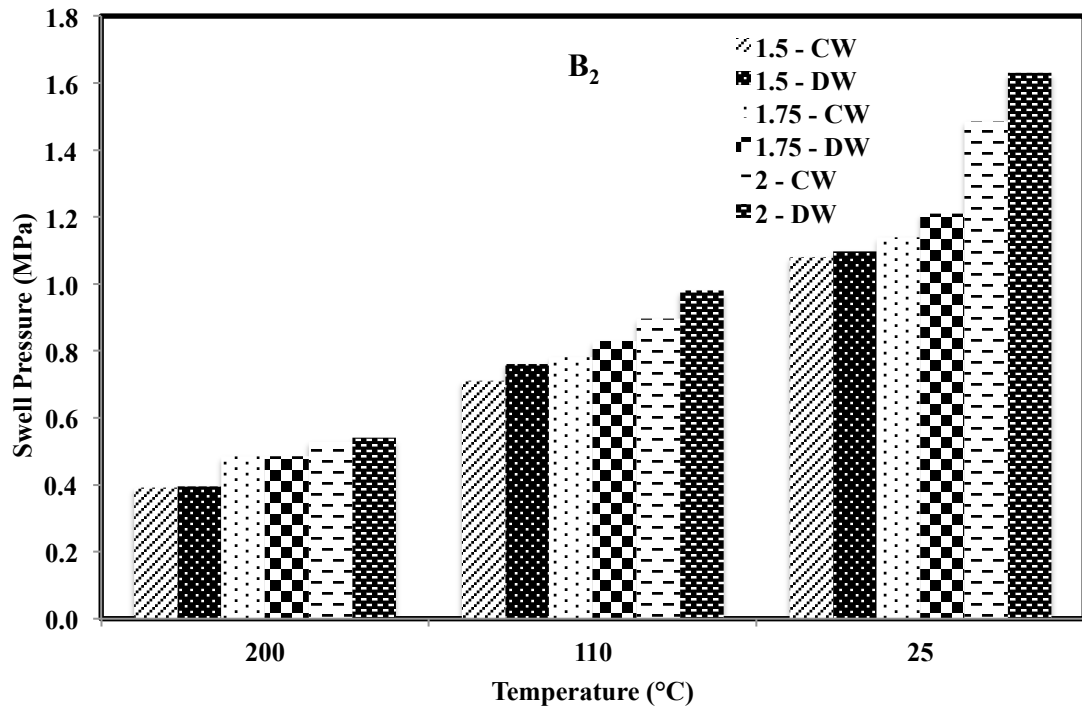 1.8
1.6
1.4
1.2
1.0
0.8
0.6
0.4
0.2
0.0
Swell Pressure (MPa)
B₂
1.5 - CW
1.5 - DW
1.75 - CW
1.75 - DW
2 - CW
2 - DW
200 110 25
Temperature (°C)